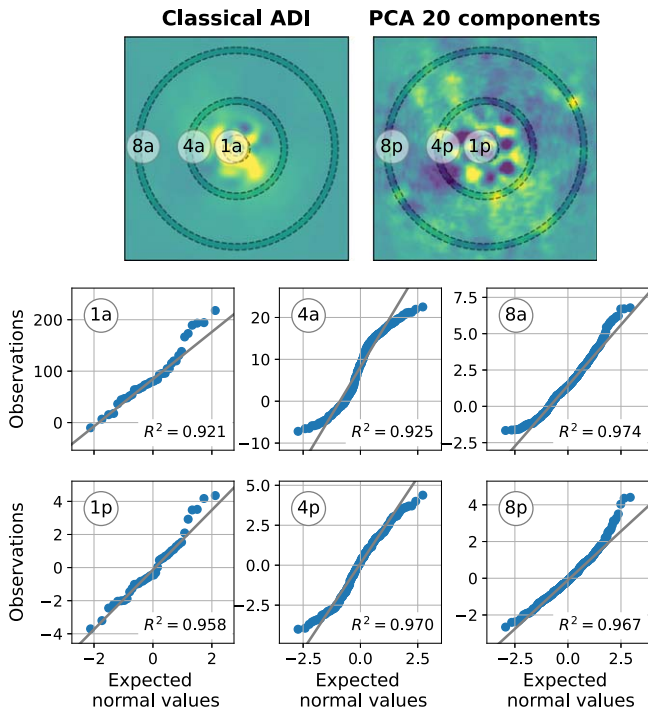 Classical ADI
PCA 20 components
8a 4a 1a
8p 4p 1p
Observations
200
100
0
1a
R² = 0.921
20
10
0
−10
4a
R² = 0.925
7.5
5.0
2.5
0.0
−2.5
8a
R² = 0.974
Observations
4
2
0
−2
−4
1p
R² = 0.958
−2 0 2
Expected
normal values
5.0
2.5
0.0
−2.5
4p
R² = 0.970
−2.5 0.0 2.5
Expected
normal values
4
2
0
−2
8p
R² = 0.967
−2.5 0.0 2.5
Expected
normal values